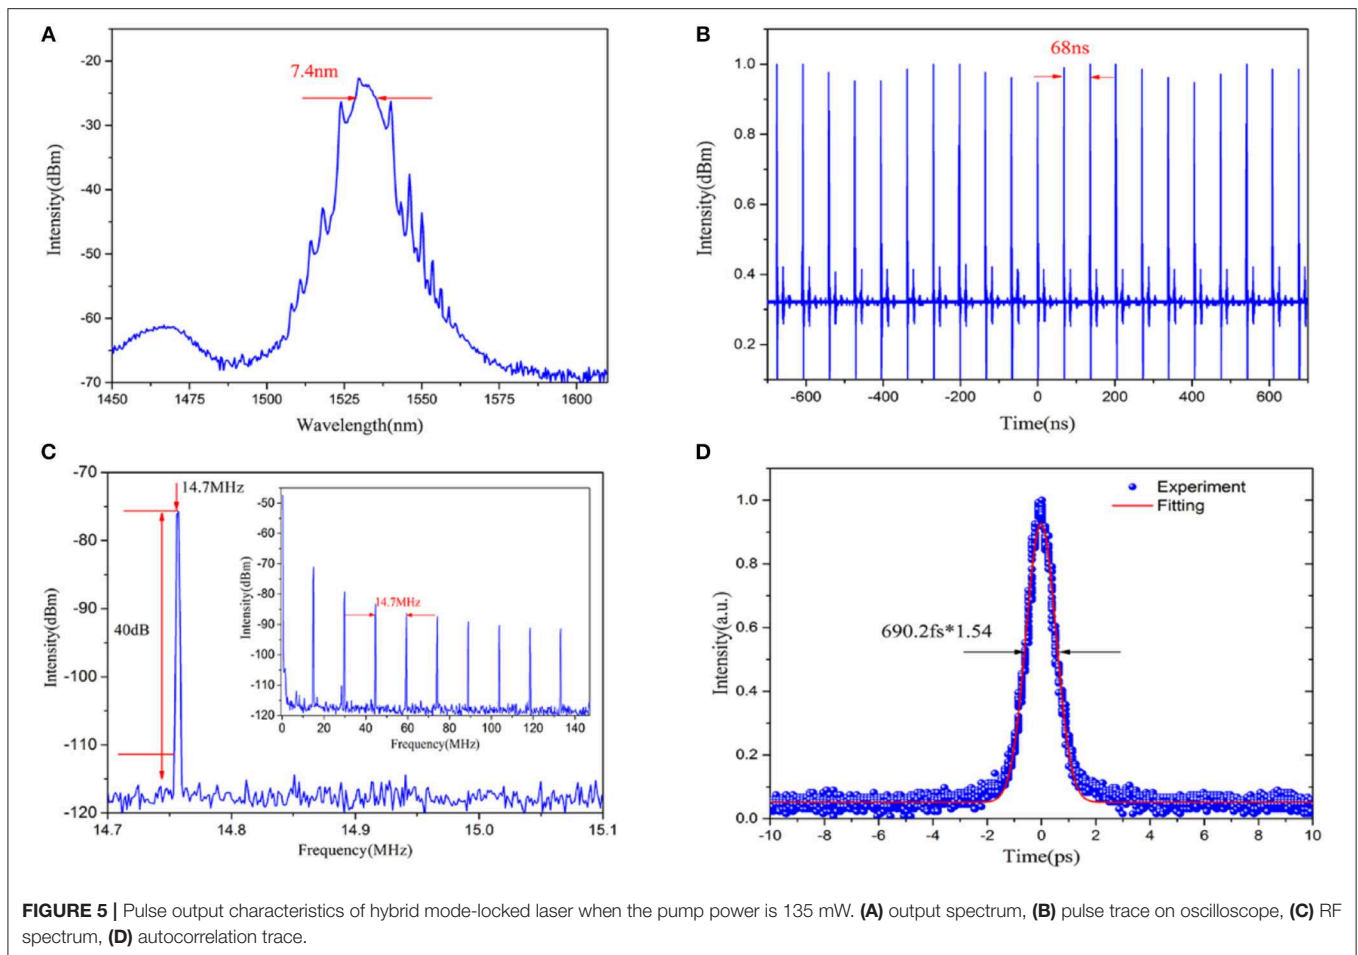 A
-20
-30
-40
-50
-60
-70
Intensity(dBm)
7.4nm
1450 1475 1500 1525 1550 1575 1600
Wavelength(nm)
B
1.0
0.8
0.6
0.4
0.2
Intensity(dBm)
68ns
-600 -400 -200 0 200 400 600
Time(ns)
C
-70
-80
-90
-100
-110
-120
Intensity(dBm)
14.7MHz
40dB
14.7 14.8 14.9 15.0 15.1
Frequency(MHz)
-50
-60
-70
-80
-90
-100
-110
-120
Intensity(dBm)
14.7MHz
0 20 40 60 80 100 120 140
Frequency(MHz)
D
1.0
0.8
0.6
0.4
0.2
0.0
Intensity(a.u.)
Experiment
Fitting
690.2fs*1.54
-10 -8 -6 -4 -2 0 2 4 6 8 10
Time(ps)
FIGURE 5 | Pulse output characteristics of hybrid mode-locked laser when the pump power is 135 mW. (A) output spectrum, (B) pulse trace on oscilloscope, (C) RF
spectrum, (D) autocorrelation trace.